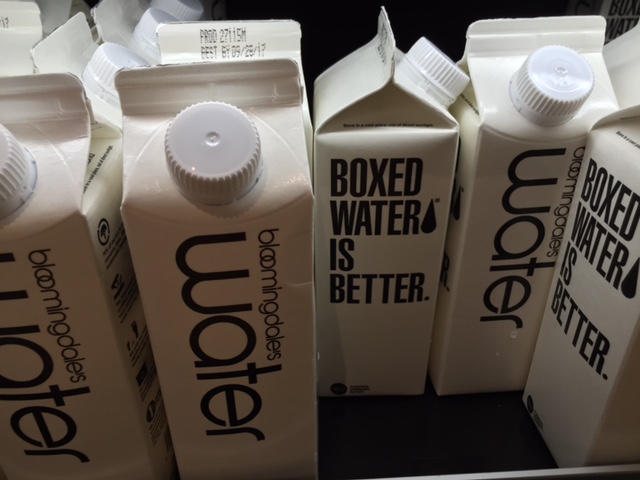 PROD 27115M
BEST BY 09/28/17
bloomingdale's
water
bloomingdale's
water
BOXED
WATER
IS
BETTER.
bloomingdale's
water
BOXED
WATER
IS
BETTER.